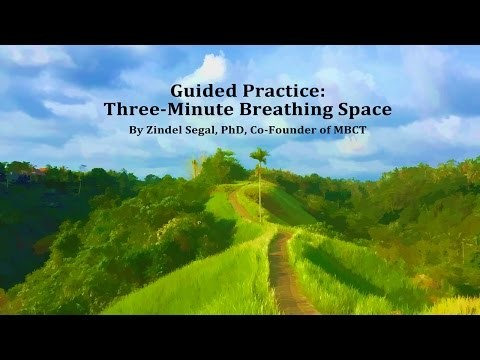 Guided Practice:
Three-Minute Breathing Space
By Zindel Segal, PhD, Co-Founder of MBCT